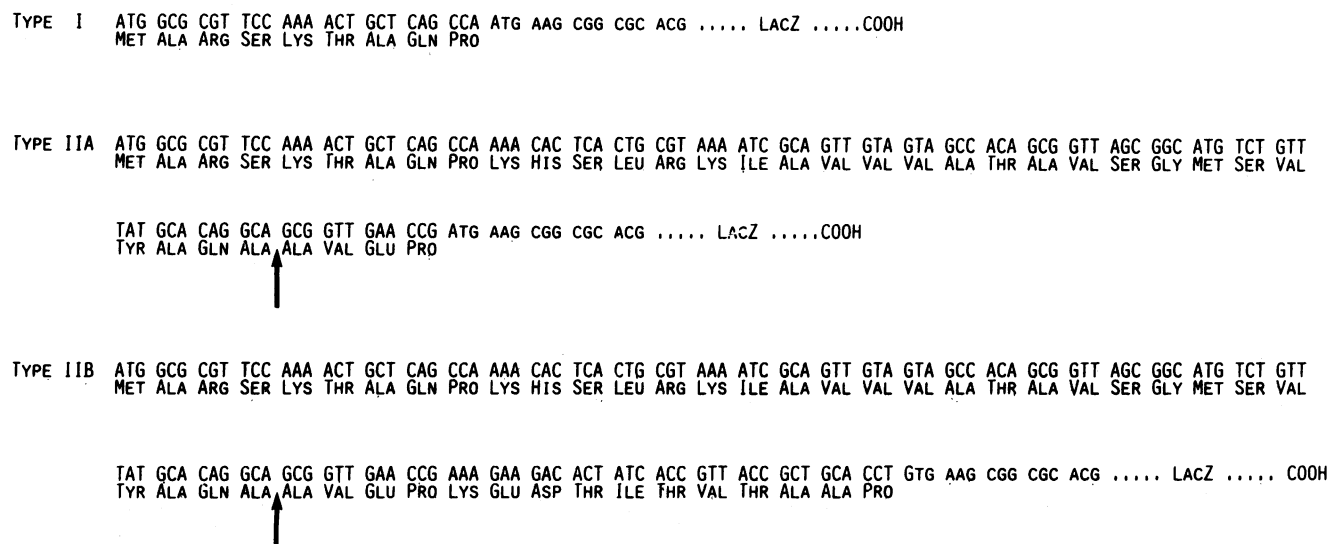 TYPE I ATG GCG CGT TCC AAA ACT GCT CAG CCA ATG AAG CGG CGC ACG ..... LACZ .....COOH
MET ALA ARG SER LYS THR ALA GLN PRO
TYPE IIA ATG GCG CGT TCC AAA ACT GCT CAG CCA AAA CAC TCA CTG CGT AAA ATC GCA GTT GTA GTA GCC ACA GCG GTT AGC GGC ATG TCT GTT
MET ALA ARG SER LYS THR ALA GLN PRO LYS HIS SER LEU ARG LYS ILE ALA VAL VAL VAL ALA THR ALA VAL SER GLY MET SER VAL
TAT GCA CAG GCA GCG GTT GAA CCG ATG AAG CGG CGC ACG ..... LACZ .....COOH
TYR ALA GLN ALA ALA VAL GLU PRO
TYPE IIB ATG GCG CGT TCC AAA ACT GCT CAG CCA AAA CAC TCA CTG CGT AAA ATC GCA GTT GTA GTA GCC ACA GCG GTT AGC GGC ATG TCT GTT
MET ALA ARG SER LYS THR ALA GLN PRO LYS HIS SER LEU ARG LYS ILE ALA VAL VAL VAL ALA THR ALA VAL SER GLY MET SER VAL
TAT GCA CAG GCA GCG GTT GAA CCG AAA GAA GAC ACT ATC ACC GTT ACC GCT GCA CCT GTG AAG CGG CGC ACG ..... LACZ ..... COOH
TYR ALA GLN ALA ALA VAL GLU PRO LYS GLU ASP THR ILE THR VAL THR ALA ALA PRO